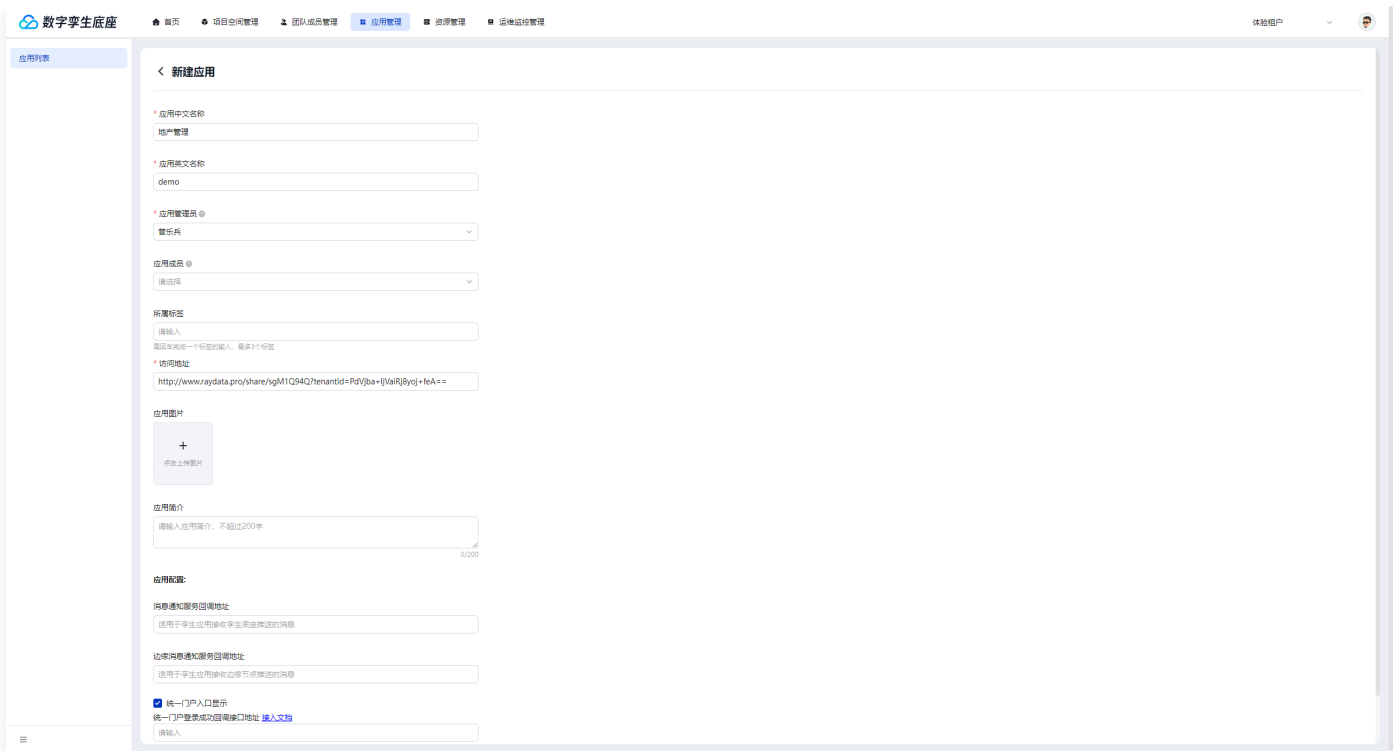 数字孪生底座
首页 项目空间管理 团队成员管理 应用管理 资源管理 运维监控管理 体验租户
应用列表
新建应用
* 应用中文名称
地产管理
* 应用英文名称
demo
* 应用管理员
曾乐兵
应用成员
请选择
所属标签
请输入
需回车完成一个标签的输入，最多3个标签
* 访问地址
http://www.raydata.pro/share/sgM1Q94Q?tenantId=PdVjba+IjValRj8yoj+feA==
应用图片
+
点击上传图片
应用简介
请输入应用简介，不超过200字
0/200
应用配置:
消息通知服务回调地址
适用于孪生应用接收孪生底座推送的消息
边缘消息通知服务回调地址
适用于孪生应用接收边缘节点推送的消息
统一门户入口显示
统一门户登录成功回调接口地址 接入文档
请输入